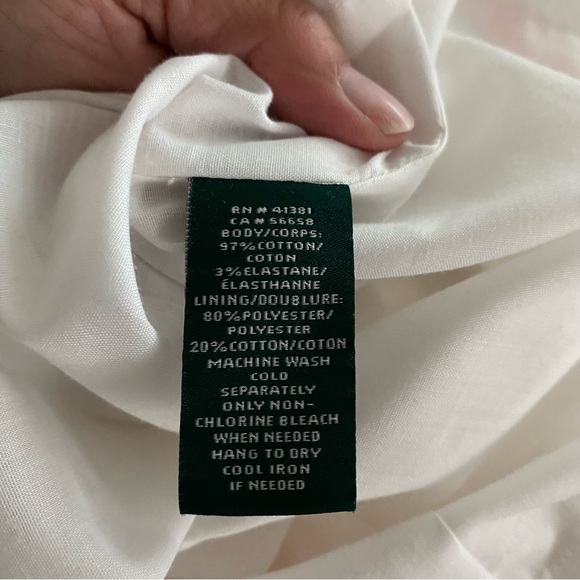 RN # 41381
CA # 56658
BODY/CORPS:
97%COTTON/
COTON
3%ELASTANE/
ÉLASTHANNE
LINING/DOUBLURE:
80%POLYESTER/
POLYESTER
20%COTTON/COTON
MACHINE WASH
COLD
SEPARATELY
ONLY NON-
CHLORINE BLEACH
WHEN NEEDED
HANG TO DRY
COOL IRON
IF NEEDED